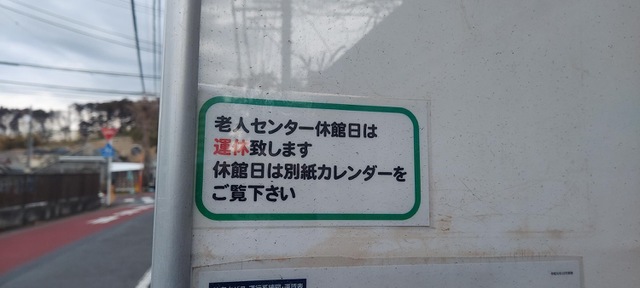 老人センター休館日は
運休致します
休館日は別紙カレンダーを
ご覧下さい